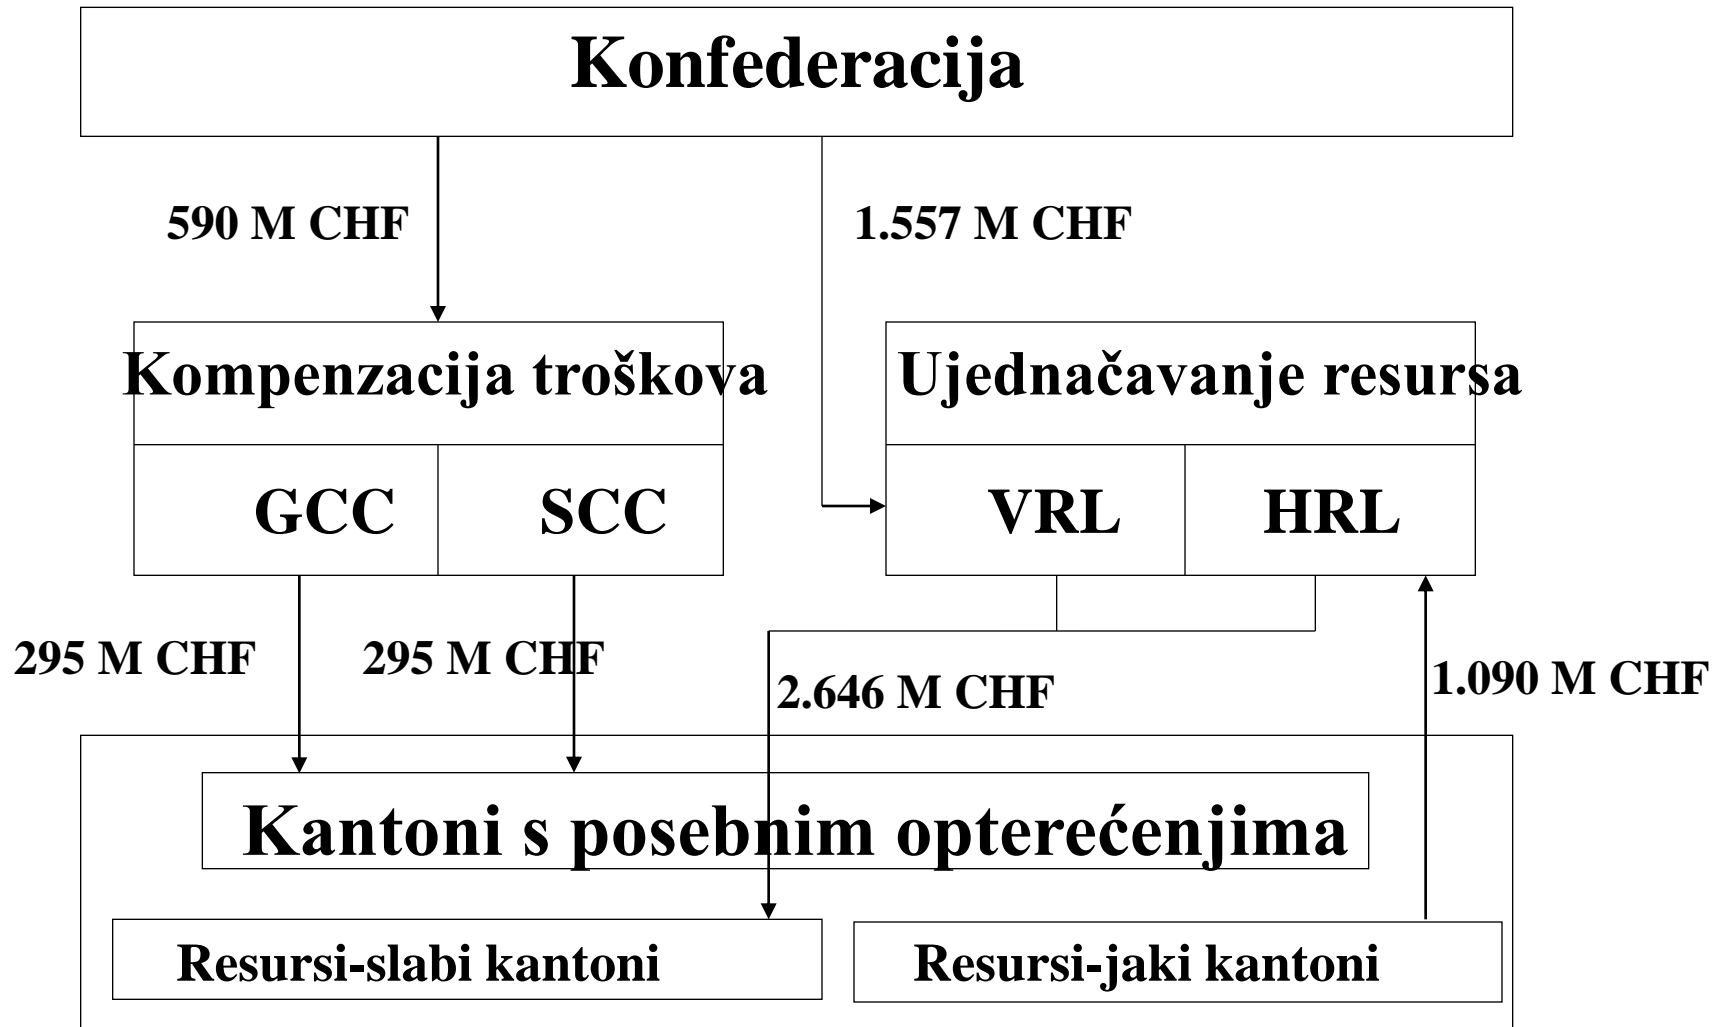 Konfederacija
590 M CHF
1.557 M CHF
Kompenzacija troškova
Ujednačavanje resursa
GCC
SCC
VRL
HRL
295 M CHF
295 M CHF
2.646 M CHF
1.090 M CHF
Kantoni s posebnim opterećenjima
Resursi-slabi kantoni
Resursi-jaki kantoni